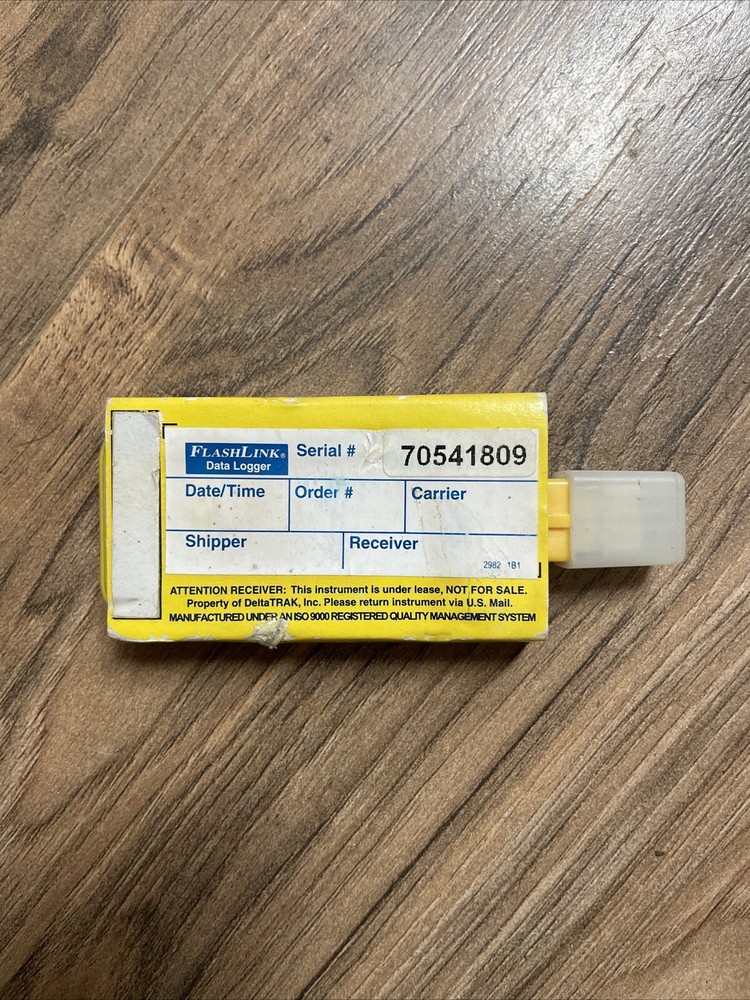 FLASHLINK®
Data Logger
Serial #
70541809
Date/Time
Order #
Carrier
Shipper
Receiver
ATTENTION RECEIVER: This instrument is under lease, NOT FOR SALE.
Property of DeltaTRAK, Inc. Please return instrument via U.S. Mail.
MANUFACTURED UNDER AN ISO 9000 REGISTERED QUALITY MANAGEMENT SYSTEM